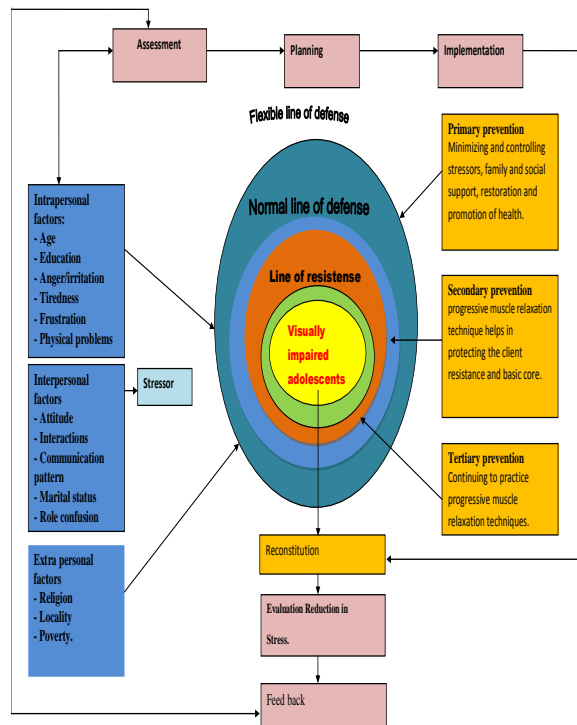 Assessment
Planning
Implementation
Flexible line of defense
Normal line of defense
Line of resistense
Visually
impaired
adolescents
Intrapersonal
factors:
- Age
- Education
- Anger/irritation
- Tiredness
- Frustration
- Physical problems
Interpersonal
factors
- Attitude
- Interactions
- Communication
pattern
- Marital status
- Role confusion
Stressor
Extra personal
factors
- Religion
- Locality
- Poverty.
Primary prevention
Minimizing and controlling
stressors, family and social
support, restoration and
promotion of health.
Secondary prevention
progressive muscle relaxation
technique helps in
protecting the client
resistance and basic core.
Tertiary prevention
Continuing to practice
progressive muscle
relaxation techniques.
Reconstitution
Evaluation Reduction in
Stress.
Feed back